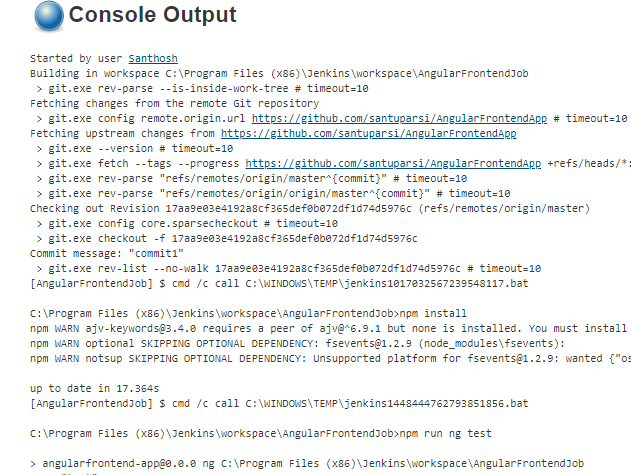 Console Output
Started by user Santhosh
Building in workspace C:\Program Files (x86)\Jenkins\workspace\AngularFrontendJob
> git.exe rev-parse --is-inside-work-tree # timeout=10
Fetching changes from the remote Git repository
> git.exe config remote.origin.url https://github.com/santuparsi/AngularFrontendApp # timeout=10
Fetching upstream changes from https://github.com/santuparsi/AngularFrontendApp
> git.exe --version # timeout=10
> git.exe fetch --tags --progress https://github.com/santuparsi/AngularFrontendApp +refs/heads/*:
> git.exe rev-parse "refs/remotes/origin/master^{commit}" # timeout=10
> git.exe rev-parse "refs/remotes/origin/origin/master^{commit}" # timeout=10
Checking out Revision 17aa9e03e4192a8cf365def0b072df1d74d5976c (refs/remotes/origin/master)
> git.exe config core.sparsecheckout # timeout=10
> git.exe checkout -f 17aa9e03e4192a8cf365def0b072df1d74d5976c
Commit message: "commit1"
> git.exe rev-list --no-walk 17aa9e03e4192a8cf365def0b072df1d74d5976c # timeout=10
[AngularFrontendJob] $ cmd /c call C:\WINDOWS\TEMP\jenkins1017032567239548117.bat
C:\Program Files (x86)\Jenkins\workspace\AngularFrontendJob>npm install
npm WARN ajv-keywords@3.4.0 requires a peer of ajv@^6.9.1 but none is installed. You must install
npm WARN optional SKIPPING OPTIONAL DEPENDENCY: fsevents@1.2.9 (node_modules\fsevents):
npm WARN notsup SKIPPING OPTIONAL DEPENDENCY: Unsupported platform for fsevents@1.2.9: wanted {"os
up to date in 17.364s
[AngularFrontendJob] $ cmd /c call C:\WINDOWS\TEMP\jenkins1448444762793851856.bat
C:\Program Files (x86)\Jenkins\workspace\AngularFrontendJob>npm run ng test
> angularfrontend-app@0.0.0 ng C:\Program Files (x86)\Jenkins\workspace\AngularFrontendJob